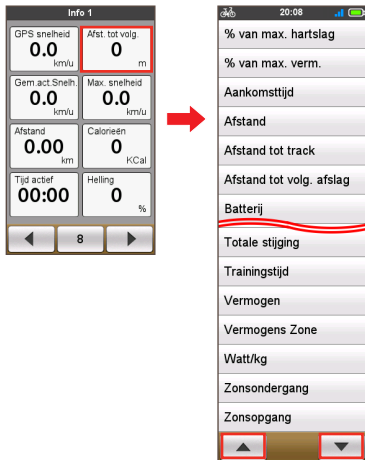 Info 1
GPS snelheid
0.0
km/u
Afst. tot volg.
0
m
Gem.act.Snelh.
0.0
km/u
Max. snelheid
0.0
km/u
Afstand
0.00
km
Calorieën
0
KCal
Tijd actief
00:00
Helling
0
%
8
20:08
% van max. hartslag
% van max. verm.
Aankomsttijd
Afstand
Afstand tot track
Afstand tot volg. afslag
Batterij
Totale stijging
Trainingstijd
Vermogen
Vermogens Zone
Watt/kg
Zonsondergang
Zonsopgang